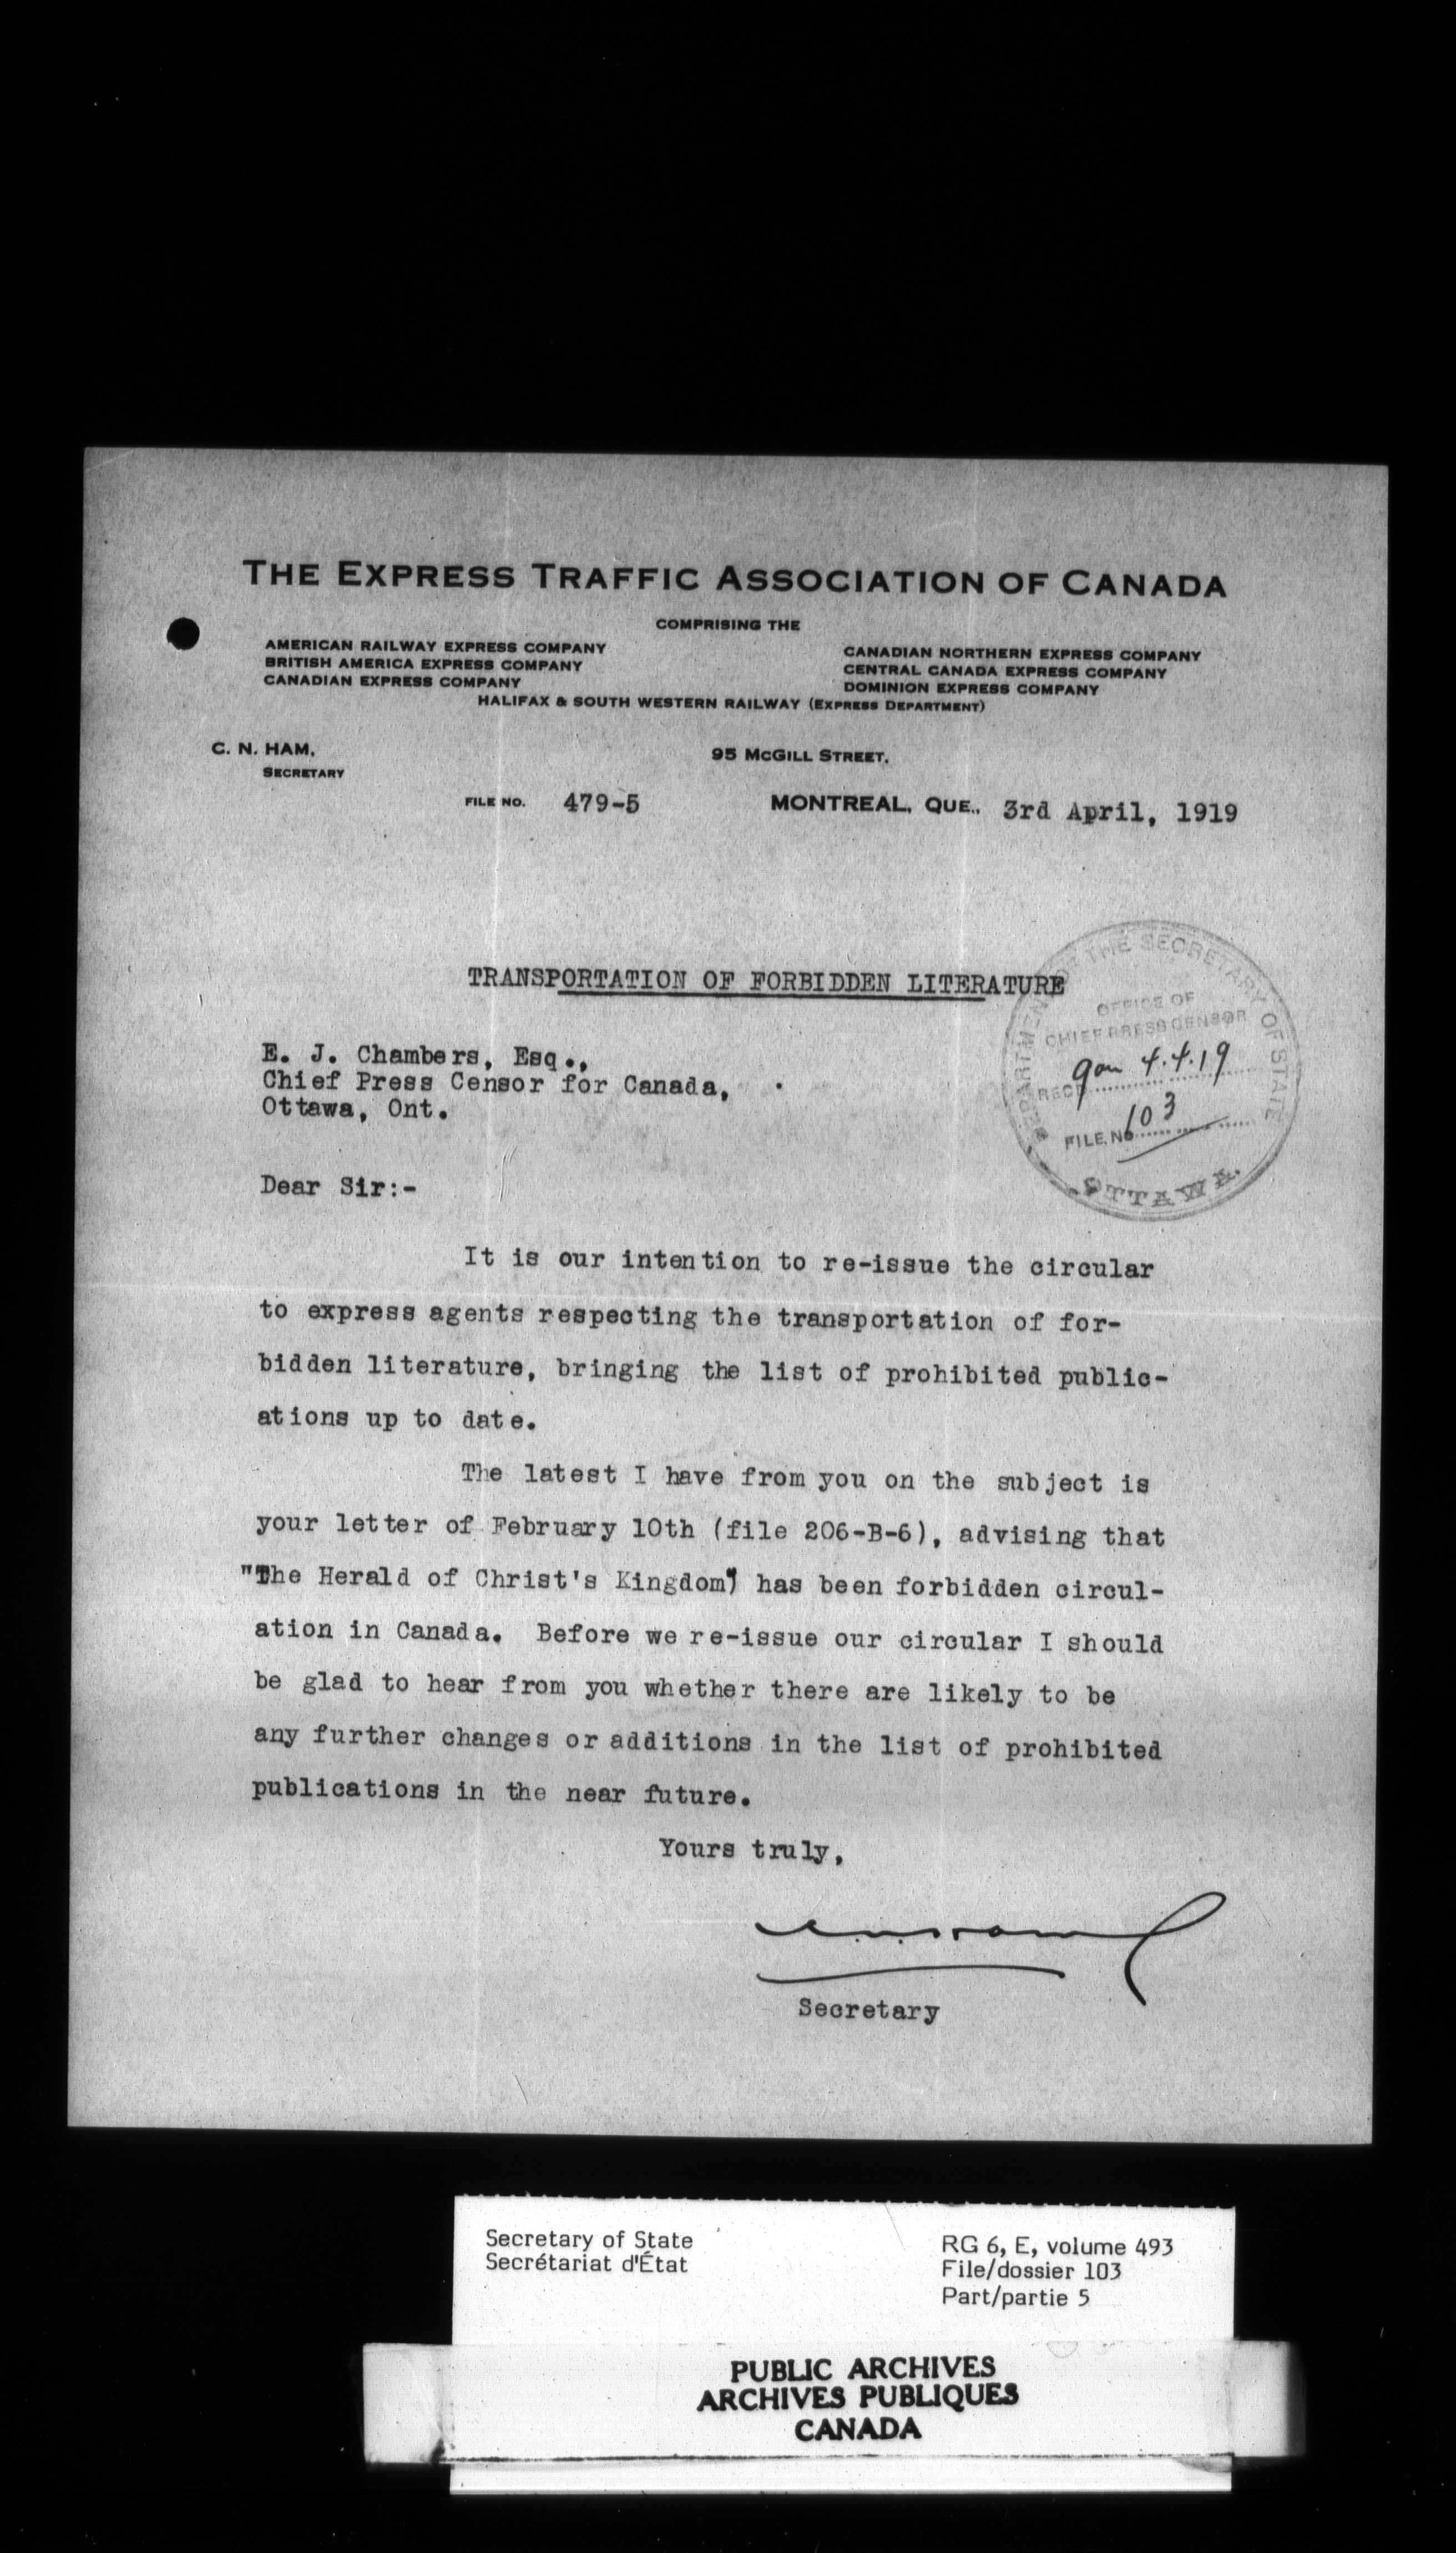 THE EXPRESS TRAFFIC ASSOCIATION OF CANADA
COMPRISING THE
AMERICAN RAILWAY EXPRESS COMPANY
BRITISH AMERICA EXPRESS COMPANY
CANADIAN EXPRESS COMPANY
CANADIAN NORTHERN EXPRESS COMPANY
CENTRAL CANADA EXPRESS COMPANY
DOMINION EXPRESS COMPANY
HALIFAX & SOUTH WESTERN RAILWAY (EXPRESS DEPARTMENT)
C. N. HAM,
SECRETARY
95 MCGILL STREET,
FILE NO. 479-5
MONTREAL, QUE., 3rd April, 1919
TRANSPORTATION OF FORBIDDEN LITERATURE
DEPARTMENT OF THE SECRETARY OF STATE
OFFICE OF
CHIEF PRESS CENSOR
RECD 4.4.19
FILE No 103
OTTAWA.
E. J. Chambers, Esq.,
Chief Press Censor for Canada,
Ottawa, Ont.
Dear Sir:-
It is our intention to re-issue the circular
to express agents respecting the transportation of for-
bidden literature, bringing the list of prohibited public-
ations up to date.
The latest I have from you on the subject is
your letter of February 10th (file 206-B-6), advising that
"The Herald of Christ's Kingdom", has been forbidden circul-
ation in Canada. Before we re-issue our circular I should
be glad to hear from you whether there are likely to be
any further changes or additions in the list of prohibited
publications in the near future.
Yours truly,
Secretary
Secretary of State
Secrétariat d'État
RG 6, E, volume 493
File/dossier 103
Part/partie 5
PUBLIC ARCHIVES
ARCHIVES PUBLIQUES
CANADA